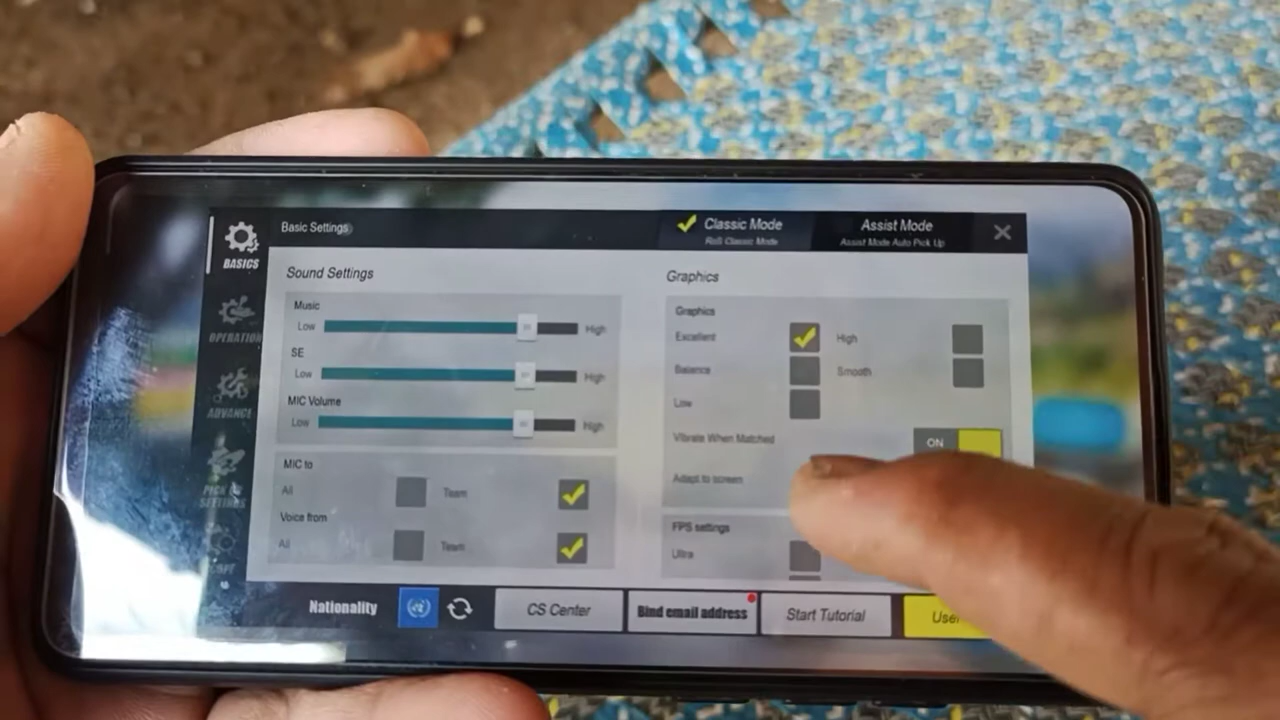 BASICS
OPERATION
ADVANCE
Basic Settings
Classic Mode
RoS Classic Mode
Assist Mode
Assist Mode Auto Pick Up
Sound Settings
Music
Low High
SE
Low High
MIC Volume
Low High
MIC to
All Team
Voice from
All Team
Graphics
Graphics
Excellent High
Balance Smooth
Low
Vibrate When Matched
ON
Adapt to screen
FPS settings
Ultra
Nationality
CS Center
Bind email address
Start Tutorial